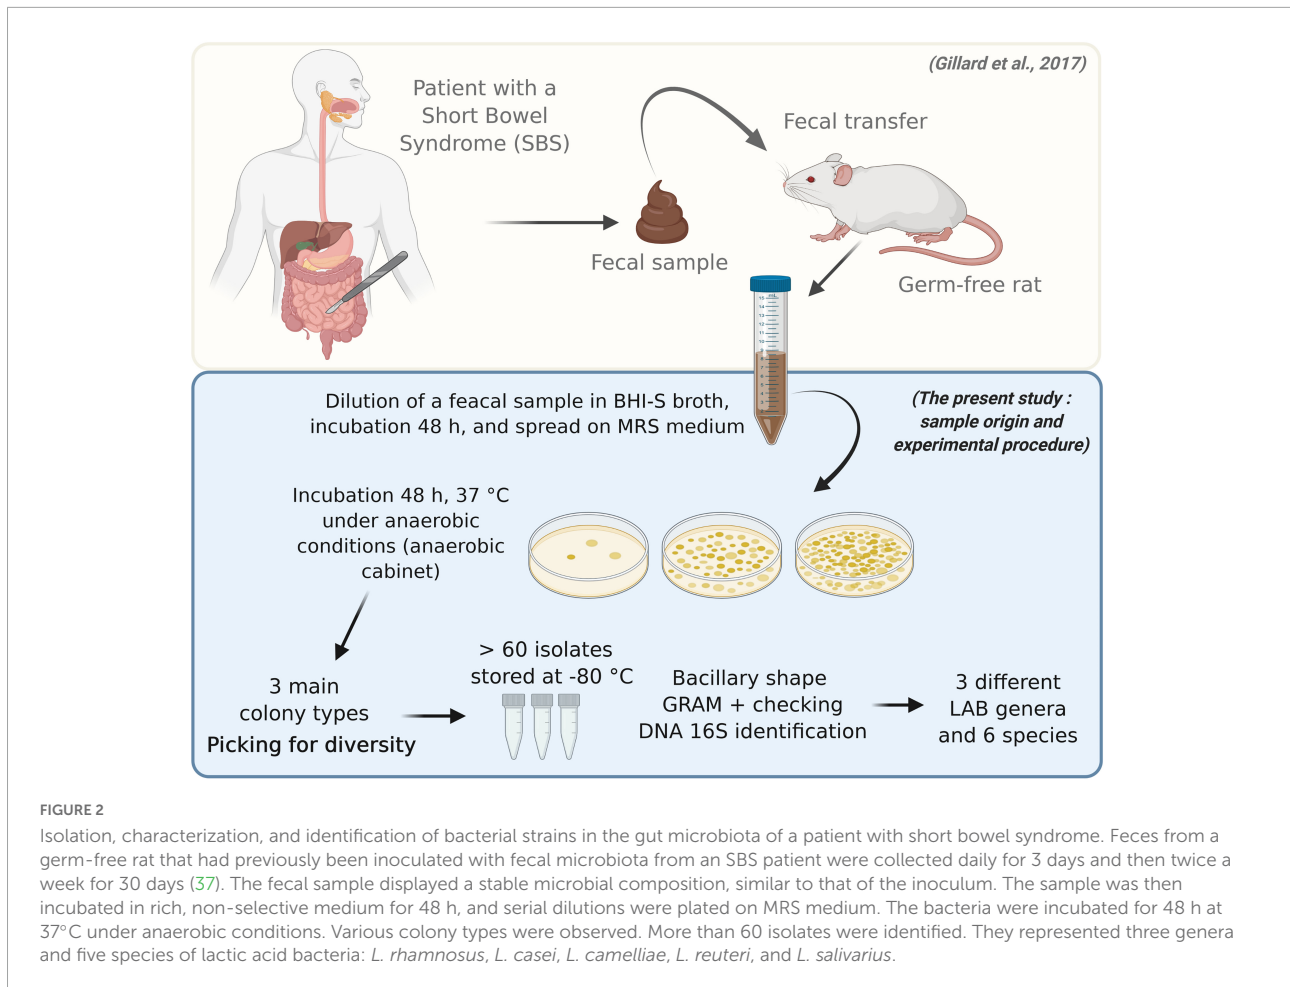 (Gillard et al., 2017)
Patient with a
Short Bowel
Syndrome (SBS)
Fecal transfer
Fecal sample
Germ-free rat
Dilution of a feacal sample in BHI-S broth,
incubation 48 h, and spread on MRS medium
(The present study :
sample origin and
experimental procedure)
Incubation 48 h, 37 °C
under anaerobic
conditions (anaerobic
cabinet)
> 60 isolates
stored at -80 °C
3 main
colony types
Picking for diversity
Bacillary shape
GRAM + checking
DNA 16S identification
3 different
LAB genera
and 6 species
FIGURE 2
Isolation, characterization, and identification of bacterial strains in the gut microbiota of a patient with short bowel syndrome. Feces from a
germ-free rat that had previously been inoculated with fecal microbiota from an SBS patient were collected daily for 3 days and then twice a
week for 30 days (37). The fecal sample displayed a stable microbial composition, similar to that of the inoculum. The sample was then
incubated in rich, non-selective medium for 48 h, and serial dilutions were plated on MRS medium. The bacteria were incubated for 48 h at
37°C under anaerobic conditions. Various colony types were observed. More than 60 isolates were identified. They represented three genera
and five species of lactic acid bacteria: L. rhamnosus, L. casei, L. camelliae, L. reuteri, and L. salivarius.